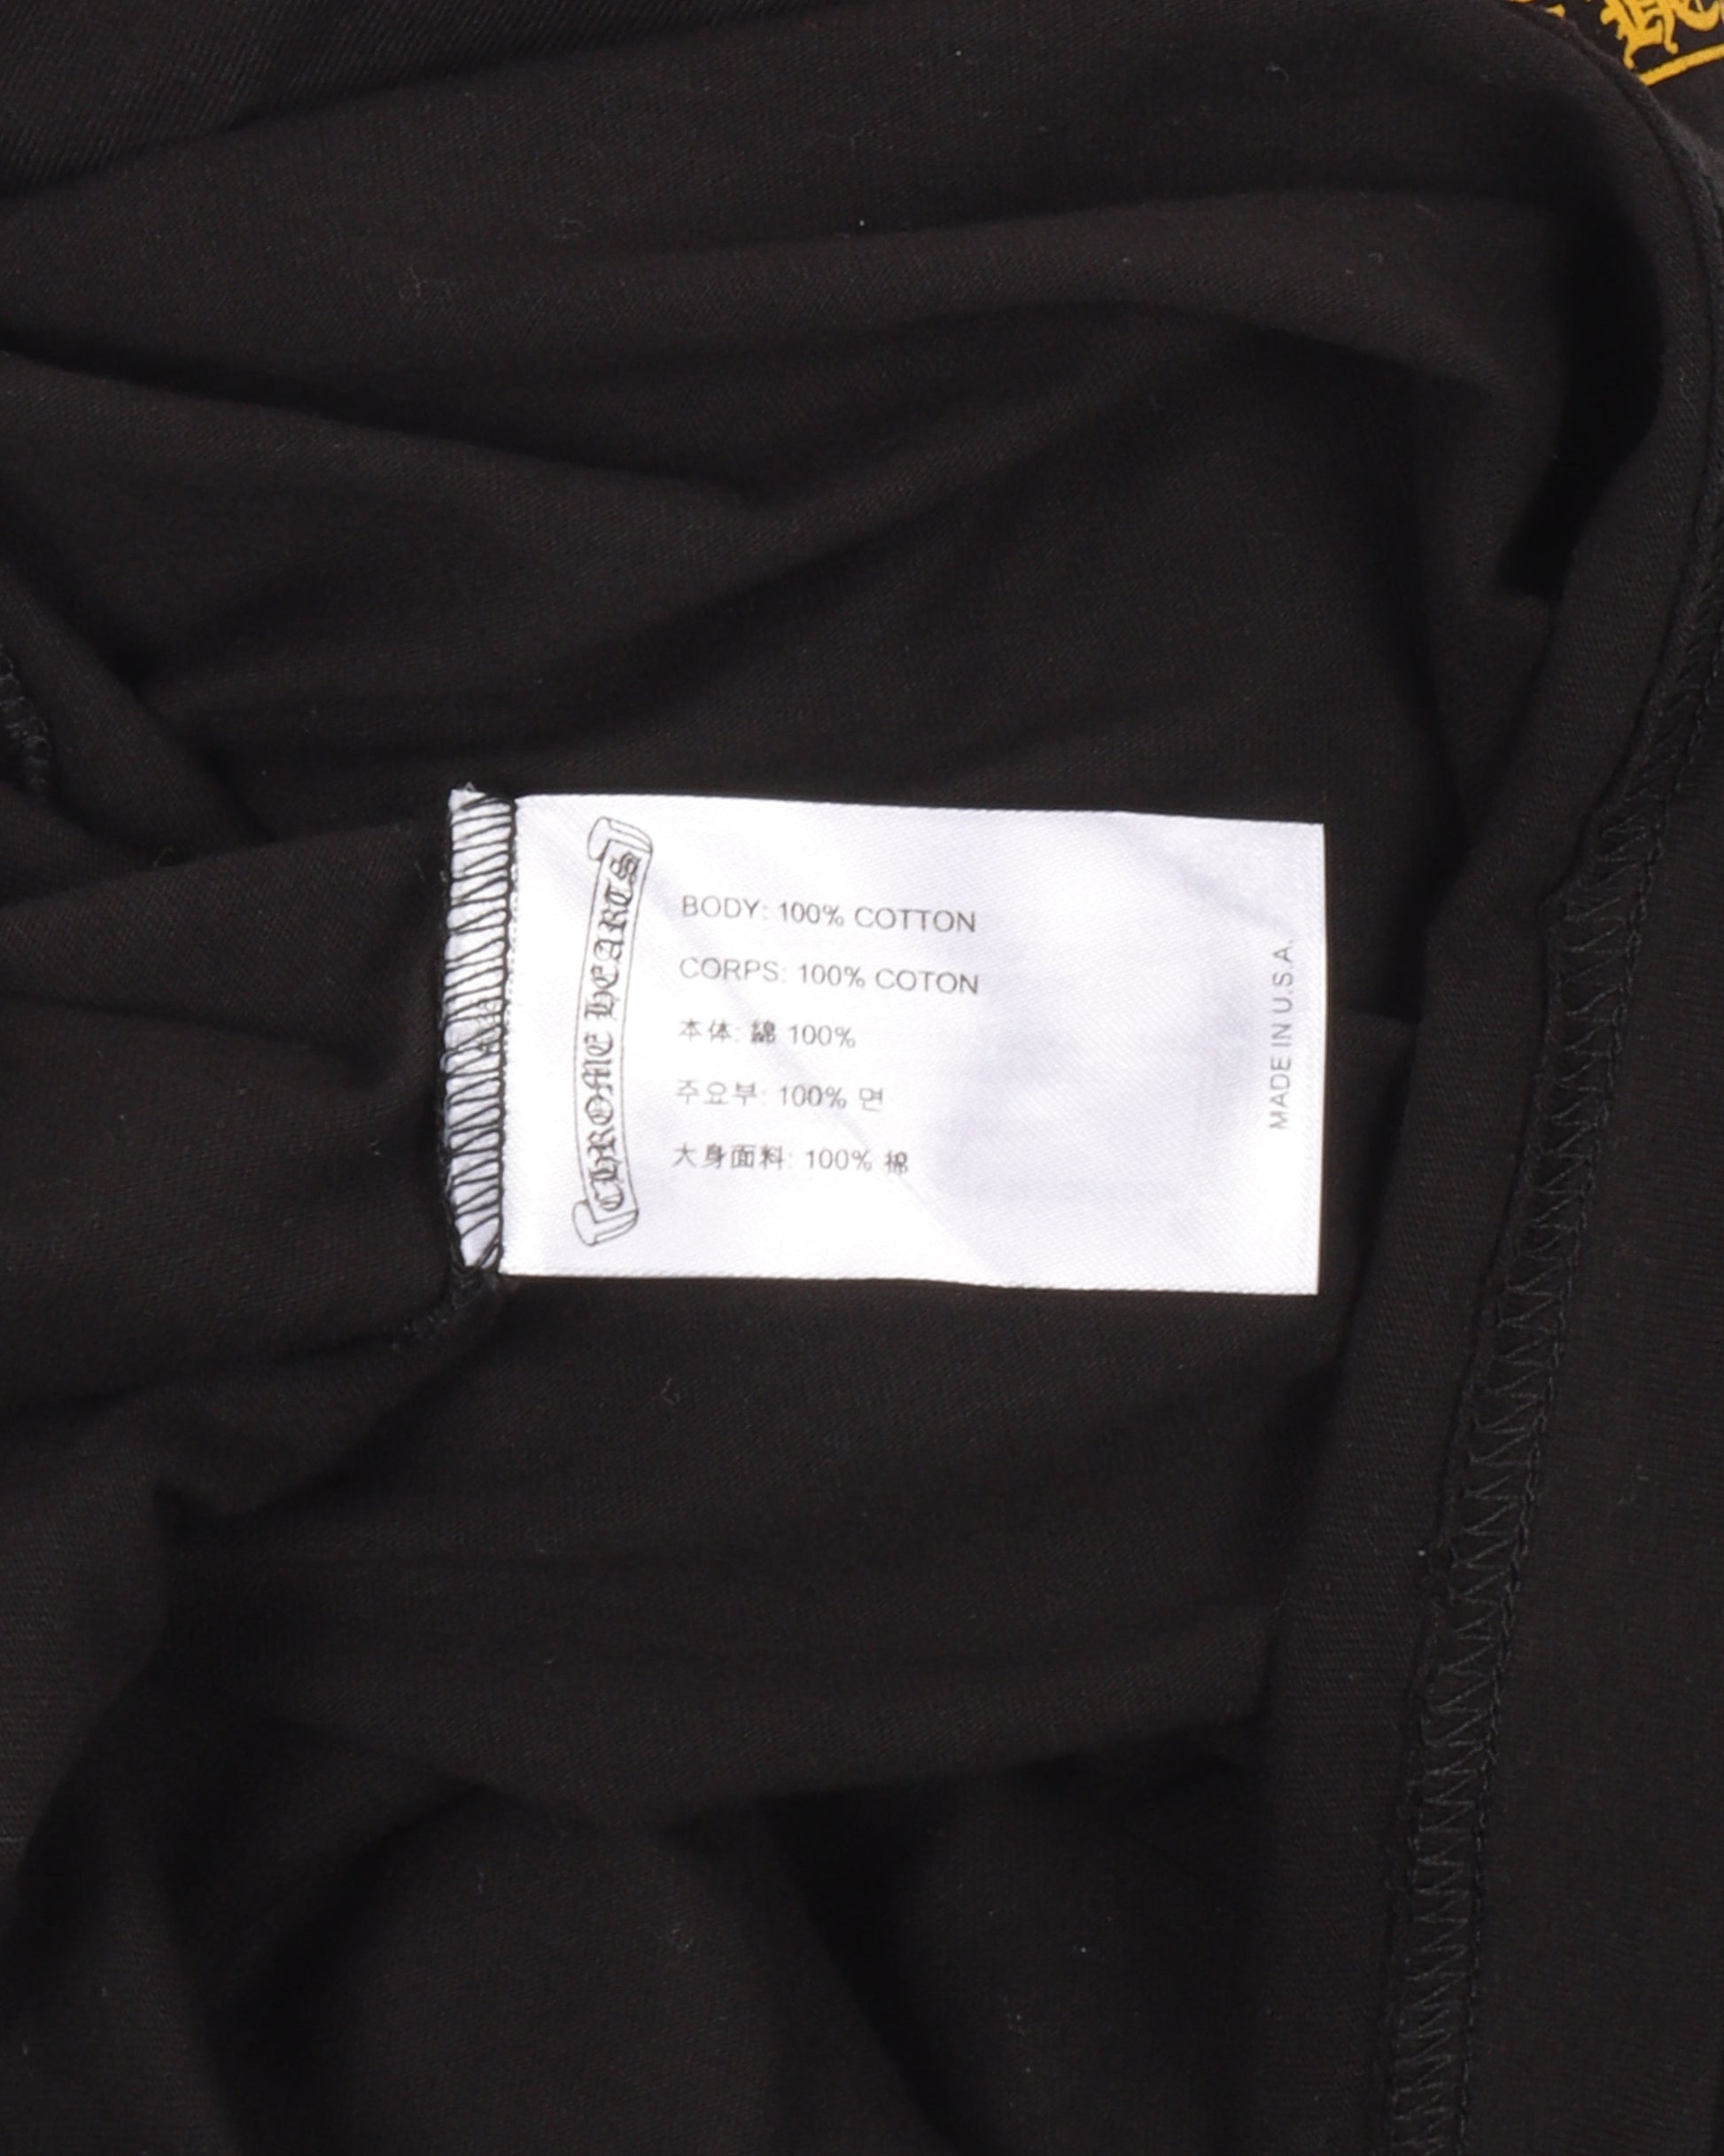 CHROME HEARTS
BODY: 100% COTTON
CORPS: 100% COTON
本体: 綿 100%
주요부: 100% 면
大身面料: 100% 棉
MADE IN U.S.A.